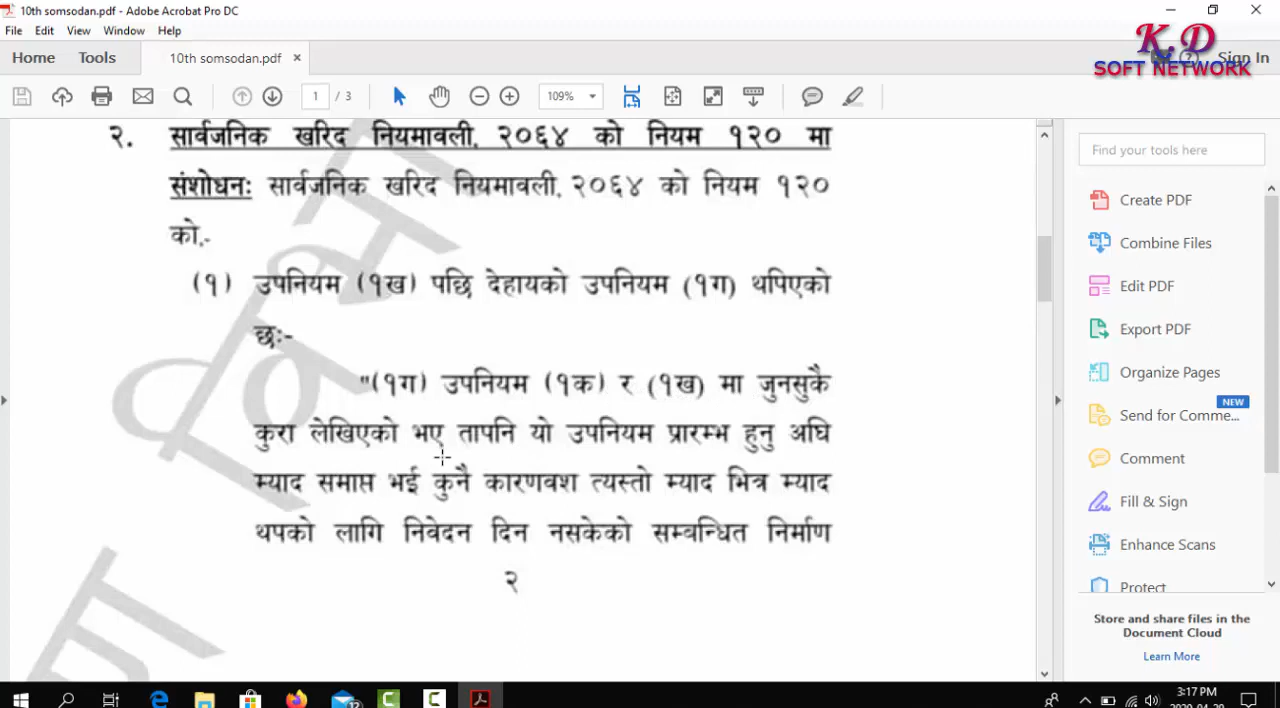 10th somsodan.pdf - Adobe Acrobat Pro DC
File Edit View Window Help
K.D
SOFT NETWORK
Home Tools 10th somsodan.pdf × Sign In
1 / 3 109%
२. सार्वजनिक खरिद नियमावली, २०६४ को नियम १२० मा
संशोधनः सार्वजनिक खरिद नियमावली, २०६४ को नियम १२०
को,-
(१) उपनियम (१ख) पछि देहायको उपनियम (१ग) थपिएको
छः-
"(१ग) उपनियम (१क) र (१ख) मा जुनसुकै
कुरा लेखिएको भए तापनि यो उपनियम प्रारम्भ हुनु अघि
म्याद समाप्त भई कुनै कारणवश त्यस्तो म्याद भित्र म्याद
थपको लागि निवेदन दिन नसकेको सम्बन्धित निर्माण
२
Find your tools here
Create PDF
Combine Files
Edit PDF
Export PDF
Organize Pages
NEW
Send for Comme...
Comment
Fill & Sign
Enhance Scans
Protect
Store and share files in the
Document Cloud
Learn More
3:17 PM